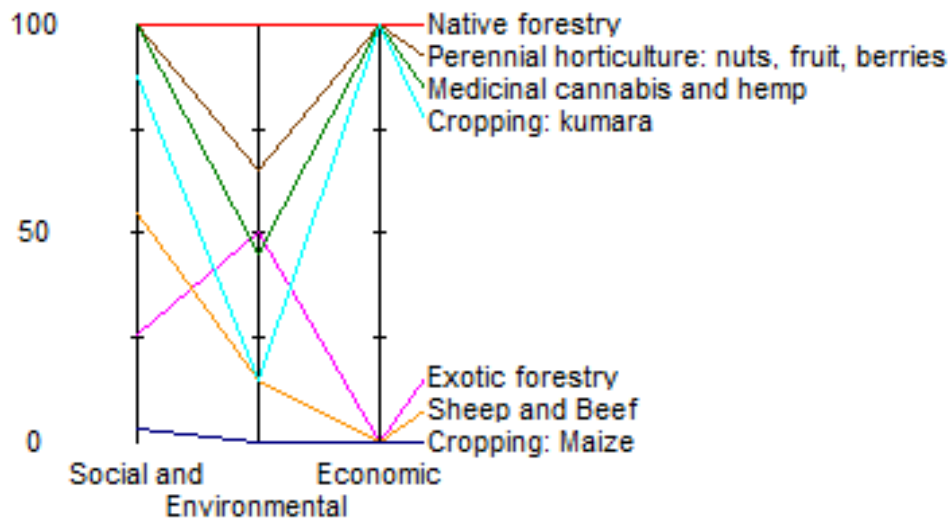 100
50
0
Native forestry
Perennial horticulture: nuts, fruit, berries
Medicinal cannabis and hemp
Cropping: kumara
Exotic forestry
Sheep and Beef
Cropping: Maize
Social and
Environmental
Economic